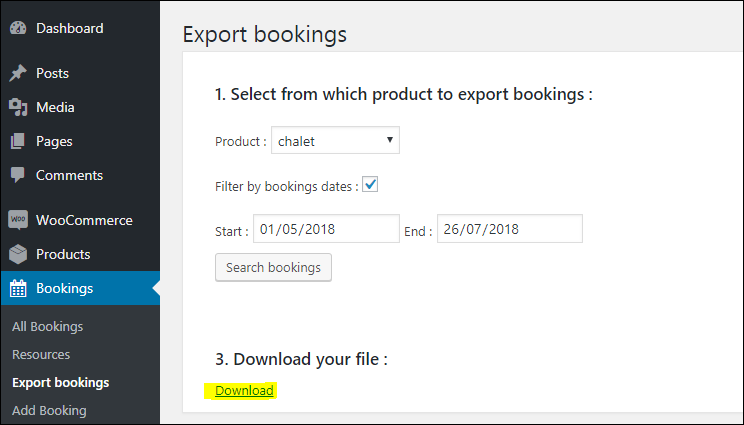 Dashboard
Posts
Media
Pages
Comments
WOO WooCommerce
Products
Bookings
All Bookings
Resources
Export bookings
Add Booking
Export bookings
1. Select from which product to export bookings :
Product : chalet
Filter by bookings dates :
Start : 01/05/2018 End : 26/07/2018
Search bookings
3. Download your file :
Download